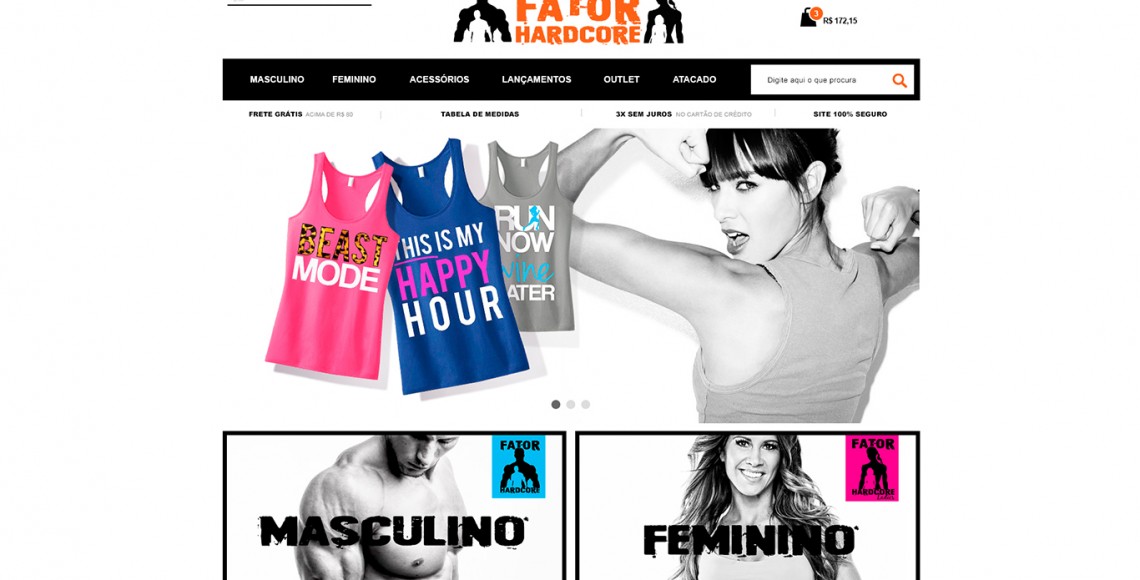 FATOR
HARDCORE
3
R$ 172,15
MASCULINO FEMININO ACESSÓRIOS LANÇAMENTOS OUTLET ATACADO
Digite aqui o que procura
FRETE GRÁTIS ACIMA DE R$ 80
TABELA DE MEDIDAS
3X SEM JUROS NO CARTÃO DE CRÉDITO
SITE 100% SEGURO
BEAST
MODE
THIS IS MY
HAPPY
HOUR
RUN
NOW
wine
LATER
FATOR
HARDCORE
MASCULINO
FATOR
HARDCORE
Ladies
FEMININO